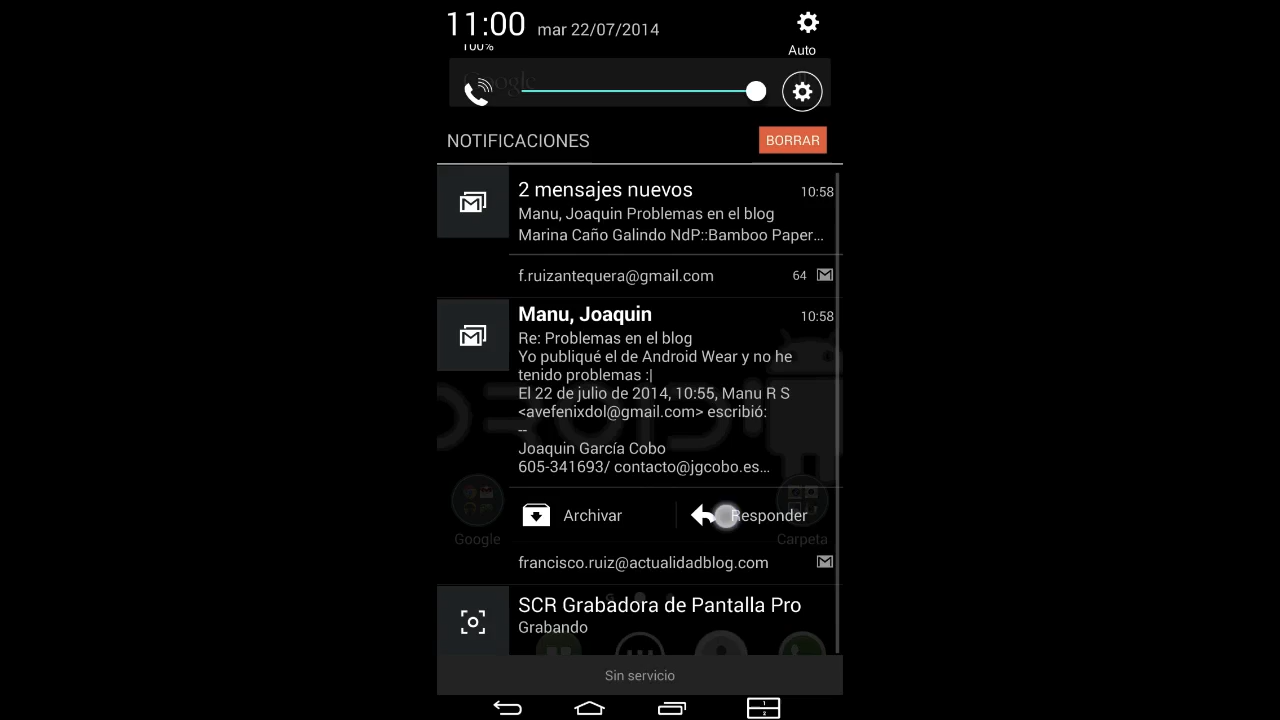 11:00 mar 22/07/2014
100%
Auto
Google
NOTIFICACIONES
BORRAR
2 mensajes nuevos 10:58
Manu, Joaquin Problemas en el blog
Marina Caño Galindo NdP::Bamboo Paper...
f.ruizantequera@gmail.com 64
Manu, Joaquin 10:58
Re: Problemas en el blog
Yo publiqué el de Android Wear y no he
tenido problemas :|
El 22 de julio de 2014, 10:55, Manu R S
<avefenixdol@gmail.com> escribió:
--
Joaquin García Cobo
605-341693/ contacto@jgcobo.es...
Archivar Responder
Google Carpeta
francisco.ruiz@actualidadblog.com
SCR Grabadora de Pantalla Pro
Grabando
Sin servicio